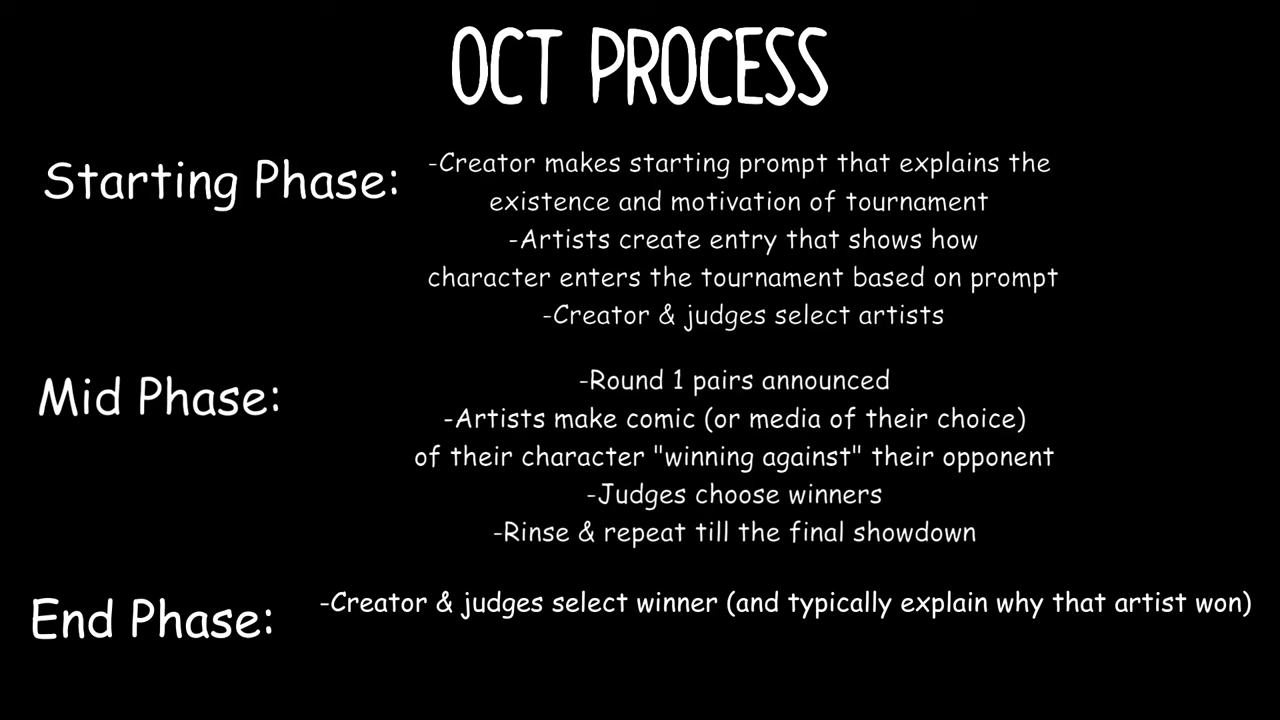 OCT PROCESS
Starting Phase:
-Creator makes starting prompt that explains the
existence and motivation of tournament
-Artists create entry that shows how
character enters the tournament based on prompt
-Creator & judges select artists
Mid Phase:
-Round 1 pairs announced
-Artists make comic (or media of their choice)
of their character "winning against" their opponent
-Judges choose winners
-Rinse & repeat till the final showdown
End Phase:
-Creator & judges select winner (and typically explain why that artist won)